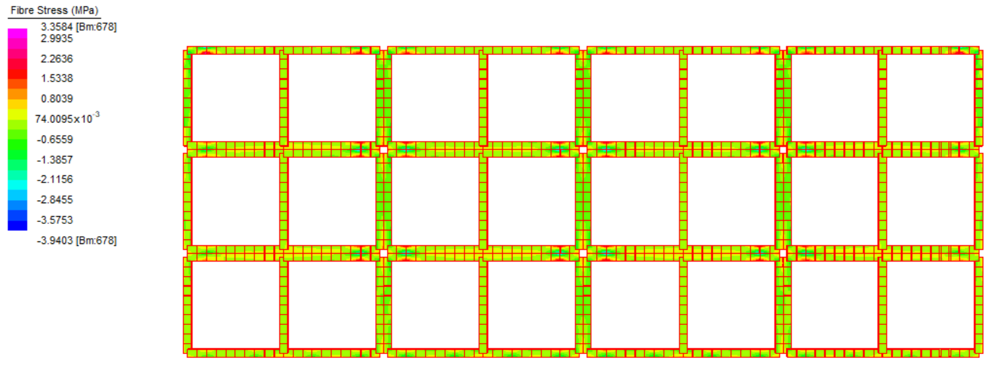 Fibre Stress (MPa)
3.3584 [Bm:678]
2.9935
2.2636
1.5338
0.8039
74.0095x10⁻³
-0.6559
-1.3857
-2.1156
-2.8455
-3.5753
-3.9403 [Bm:678]